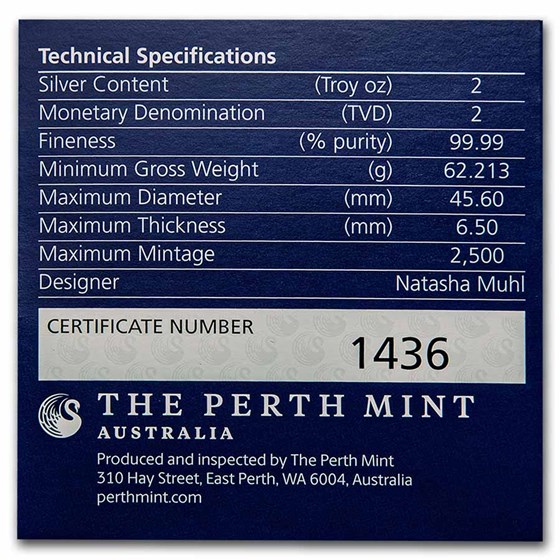 Technical Specifications
Silver Content (Troy oz) 2
Monetary Denomination (TVD) 2
Fineness (% purity) 99.99
Minimum Gross Weight (g) 62.213
Maximum Diameter (mm) 45.60
Maximum Thickness (mm) 6.50
Maximum Mintage 2,500
Designer Natasha Muhl
CERTIFICATE NUMBER
1436
THE PERTH MINT
AUSTRALIA
Produced and inspected by The Perth Mint
310 Hay Street, East Perth, WA 6004, Australia
perthmint.com